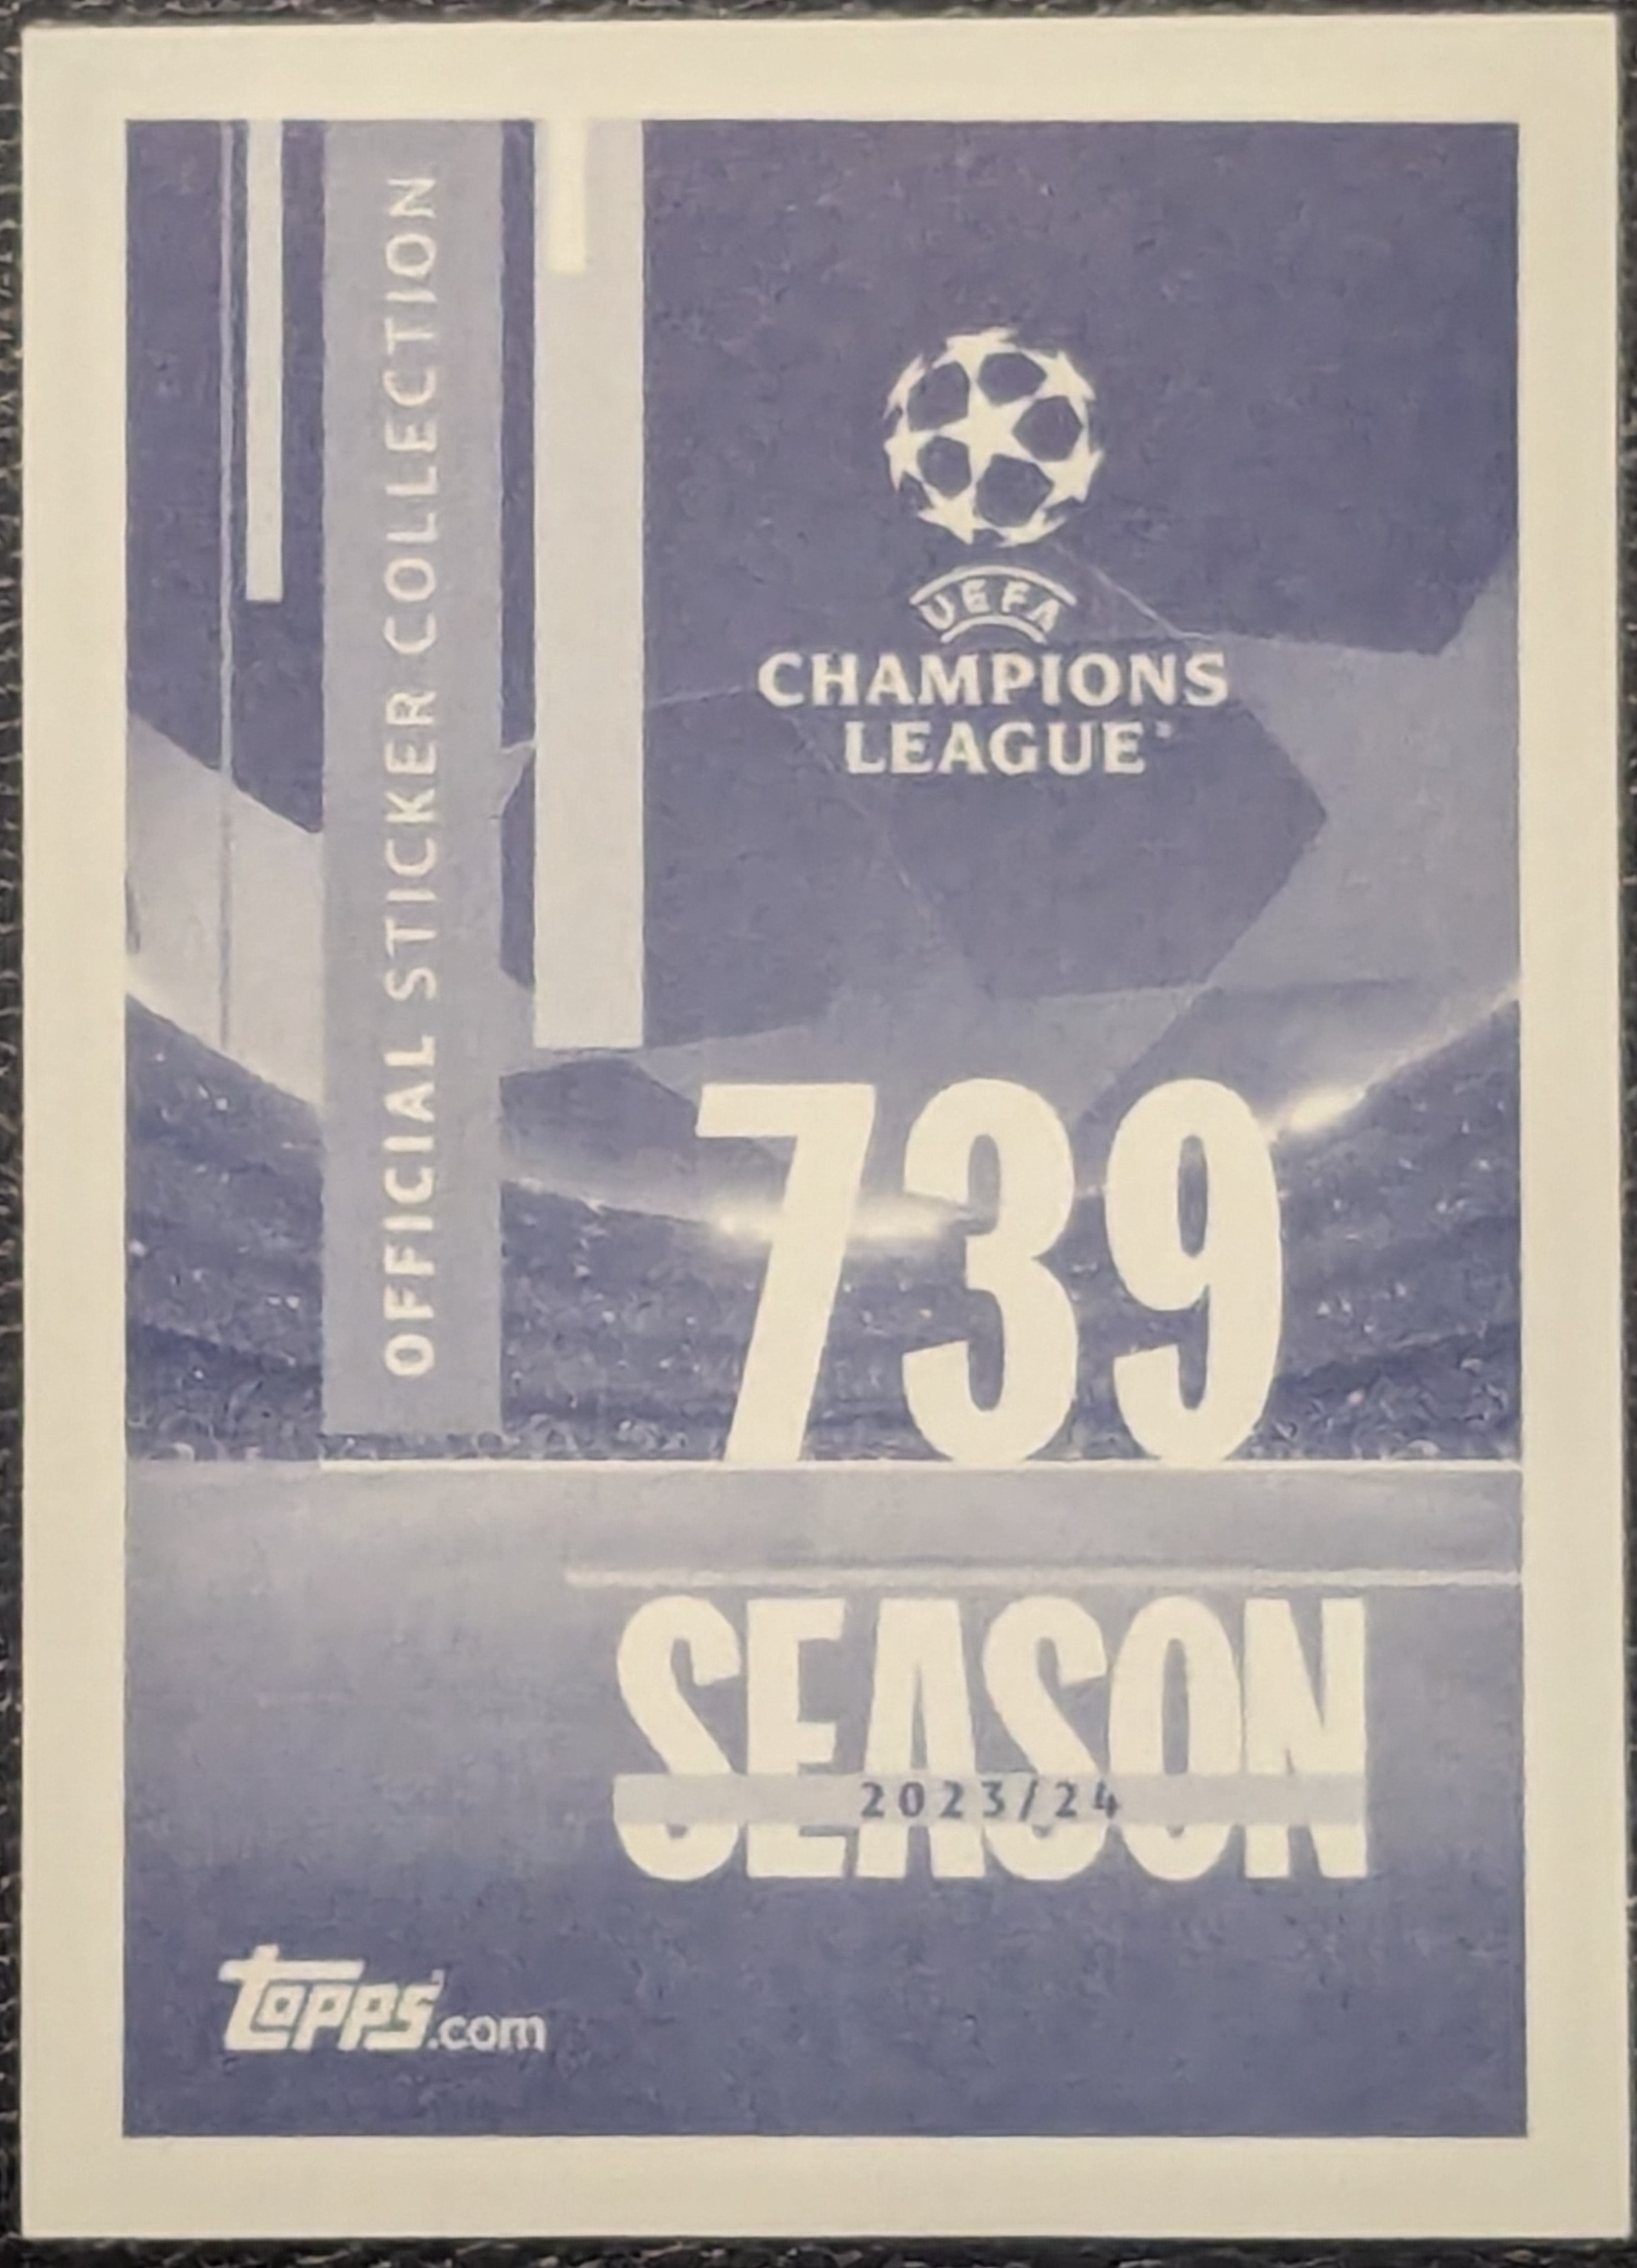 OFFICIAL STICKER COLLECTION
UEFA
CHAMPIONS
LEAGUE
739
SEASON
2023/24
Topps.com